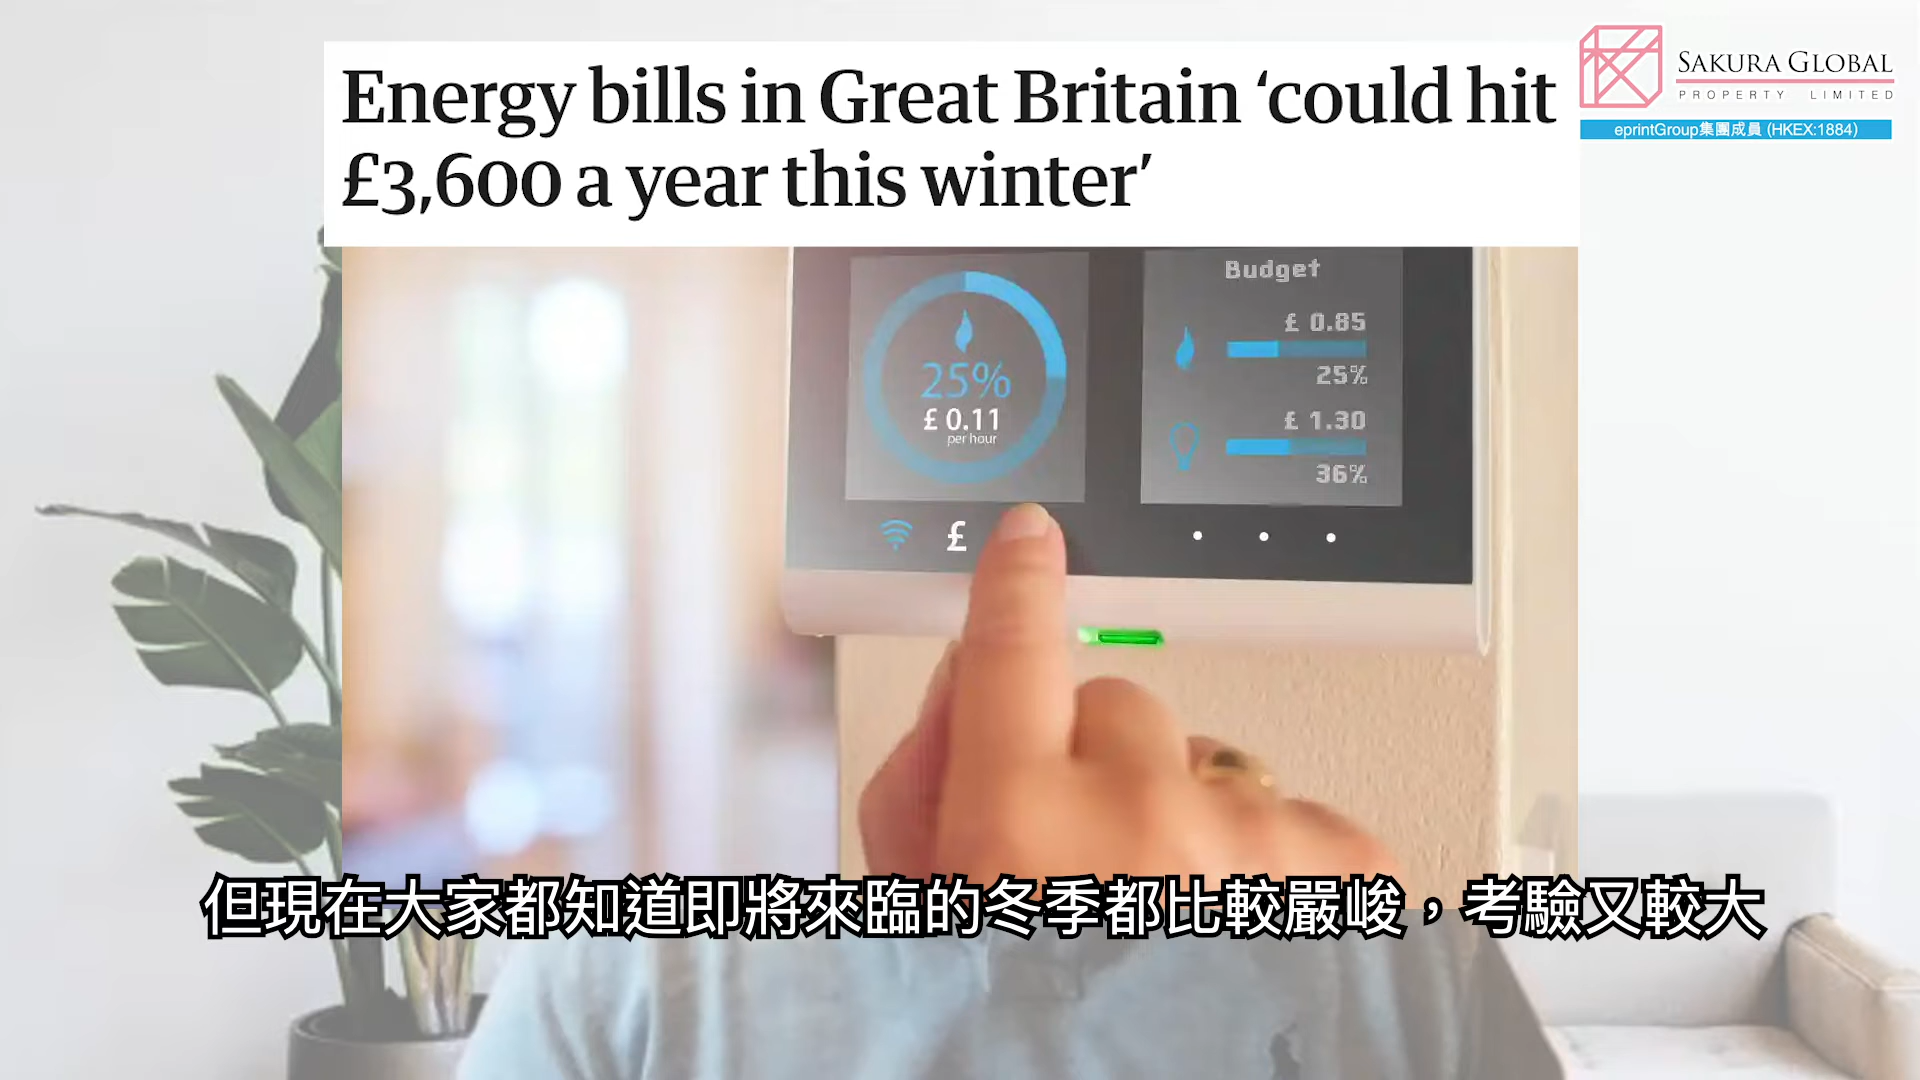 Energy bills in Great Britain ‘could hit
£3,600 a year this winter’
SAKURA GLOBAL
PROPERTY LIMITED
eprintGroup集團成員 (HKEX:1884)
25%
£ 0.11
per hour
£
Budget
£ 0.85
25%
£ 1.30
36%
但現在大家都知道即將來臨的冬季都比較嚴峻，考驗又較大